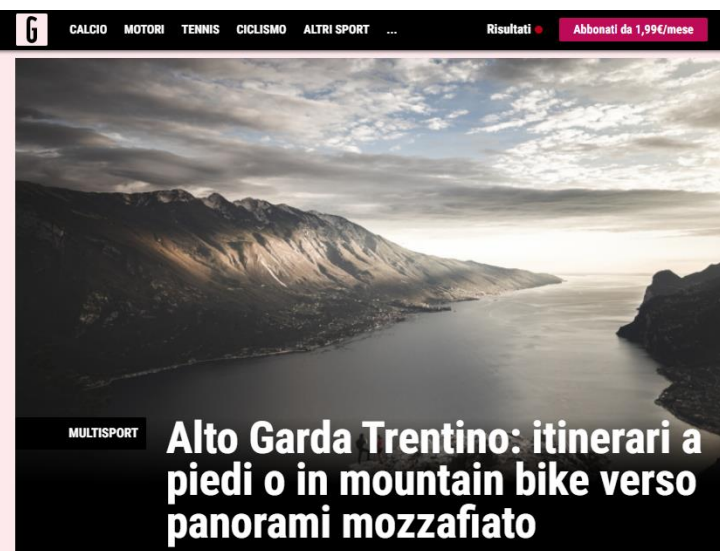 G
CALCIO MOTORI TENNIS CICLISMO ALTRI SPORT ... Risultati Abbonati da 1,99€/mese
MULTISPORT
Alto Garda Trentino: itinerari a
piedi o in mountain bike verso
panorami mozzafiato